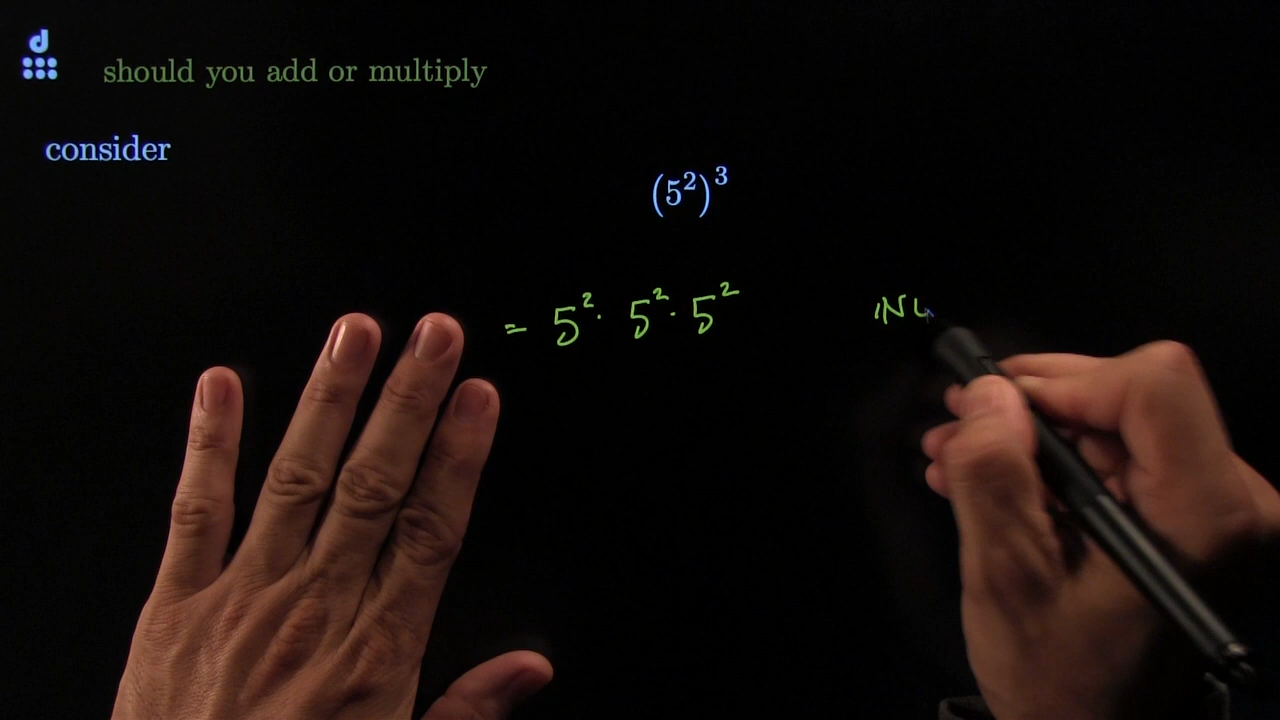 d
should you add or multiply
consider
(5²)³
= 5² · 5² · 5²